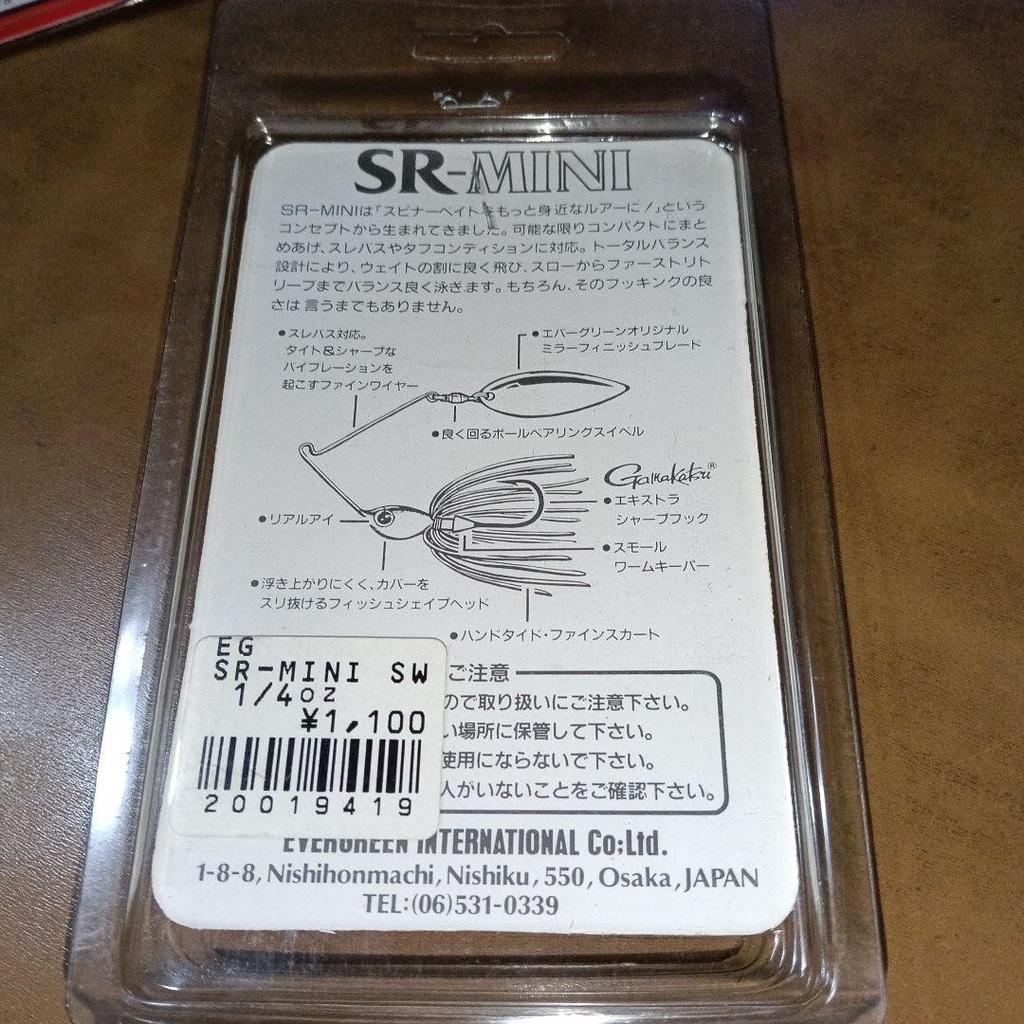 SR-MINI
SR-MINIは「スピナーベイトをもっと身近なルアーに!」という
コンセプトから生まれてきました。可能な限りコンパクトにまと
めあげ、スレバスやタフコンディションに対応。トータルバランス
設計により、ウェイトの割に良く飛び、スローからファーストリト
リーブまでバランス良く泳ぎます。もちろん、そのフッキングの良
さは言うまでもありません。
●スレバス対応。
タイト&シャープな
バイブレーションを
起こすファインワイヤー
●エバーグリーンオリジナル
ミラーフィニッシュブレード
●良く回るボールベアリングスイベル
Gamakatsu®
●エキストラ
シャープフック
●リアルアイ
●スモール
ワームキーパー
●浮き上がりにくく、カバーを
スリ抜けるフィッシュシェイプヘッド
●ハンドタイド・ファインスカート
EG
SR-MINI SW
1/4oz
¥1,100
20019419
ご注意
ので取り扱いにご注意下さい。
い場所に保管して下さい。
使用にならないで下さい。
人がいないことをご確認下さい。
EVERGREEN INTERNATIONAL Co:Ltd.
1-8-8, Nishihonmachi, Nishiku, 550, Osaka, JAPAN
TEL:(06)531-0339